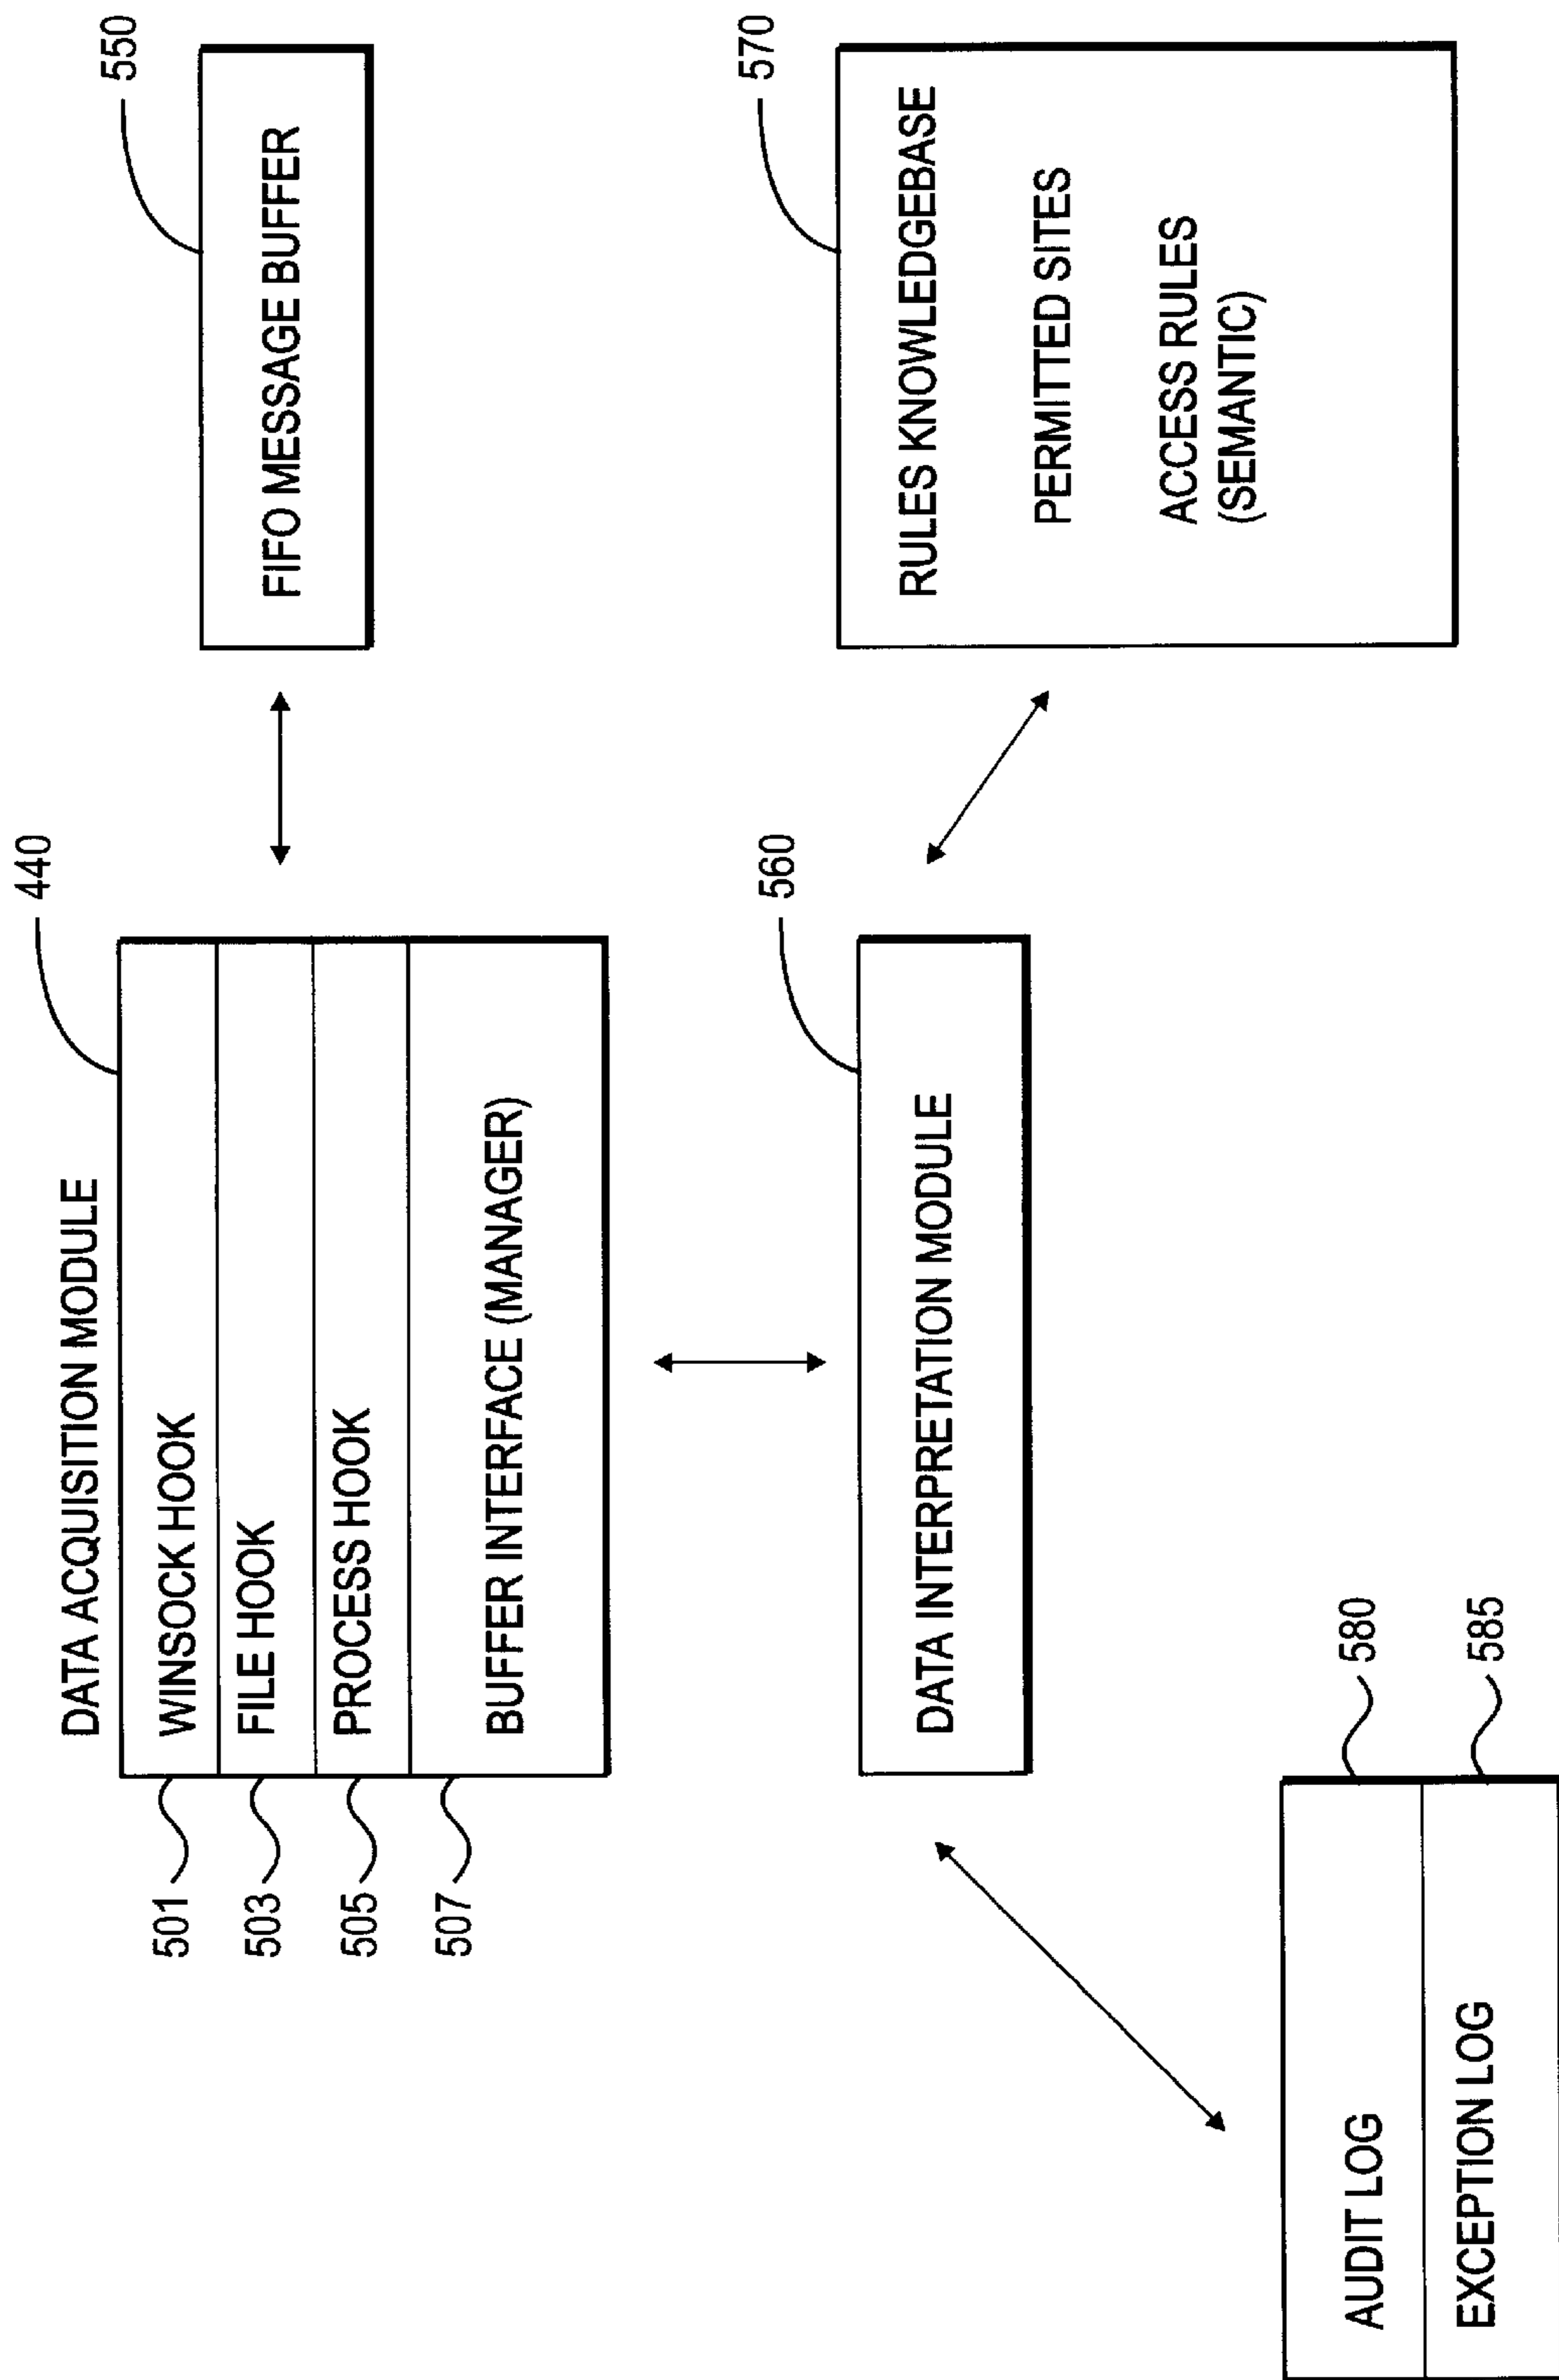 DATA ACQUISITION MODULE
440
501
WINSOCK HOOK
503
FILE HOOK
505
PROCESS HOOK
507
BUFFER INTERFACE (MANAGER)
550
FIFO MESSAGE BUFFER
560
DATA INTERPRETATION MODULE
570
RULES KNOWLEDGEBASE
PERMITTED SITES
ACCESS RULES
(SEMANTIC)
AUDIT LOG
580
EXCEPTION LOG
585